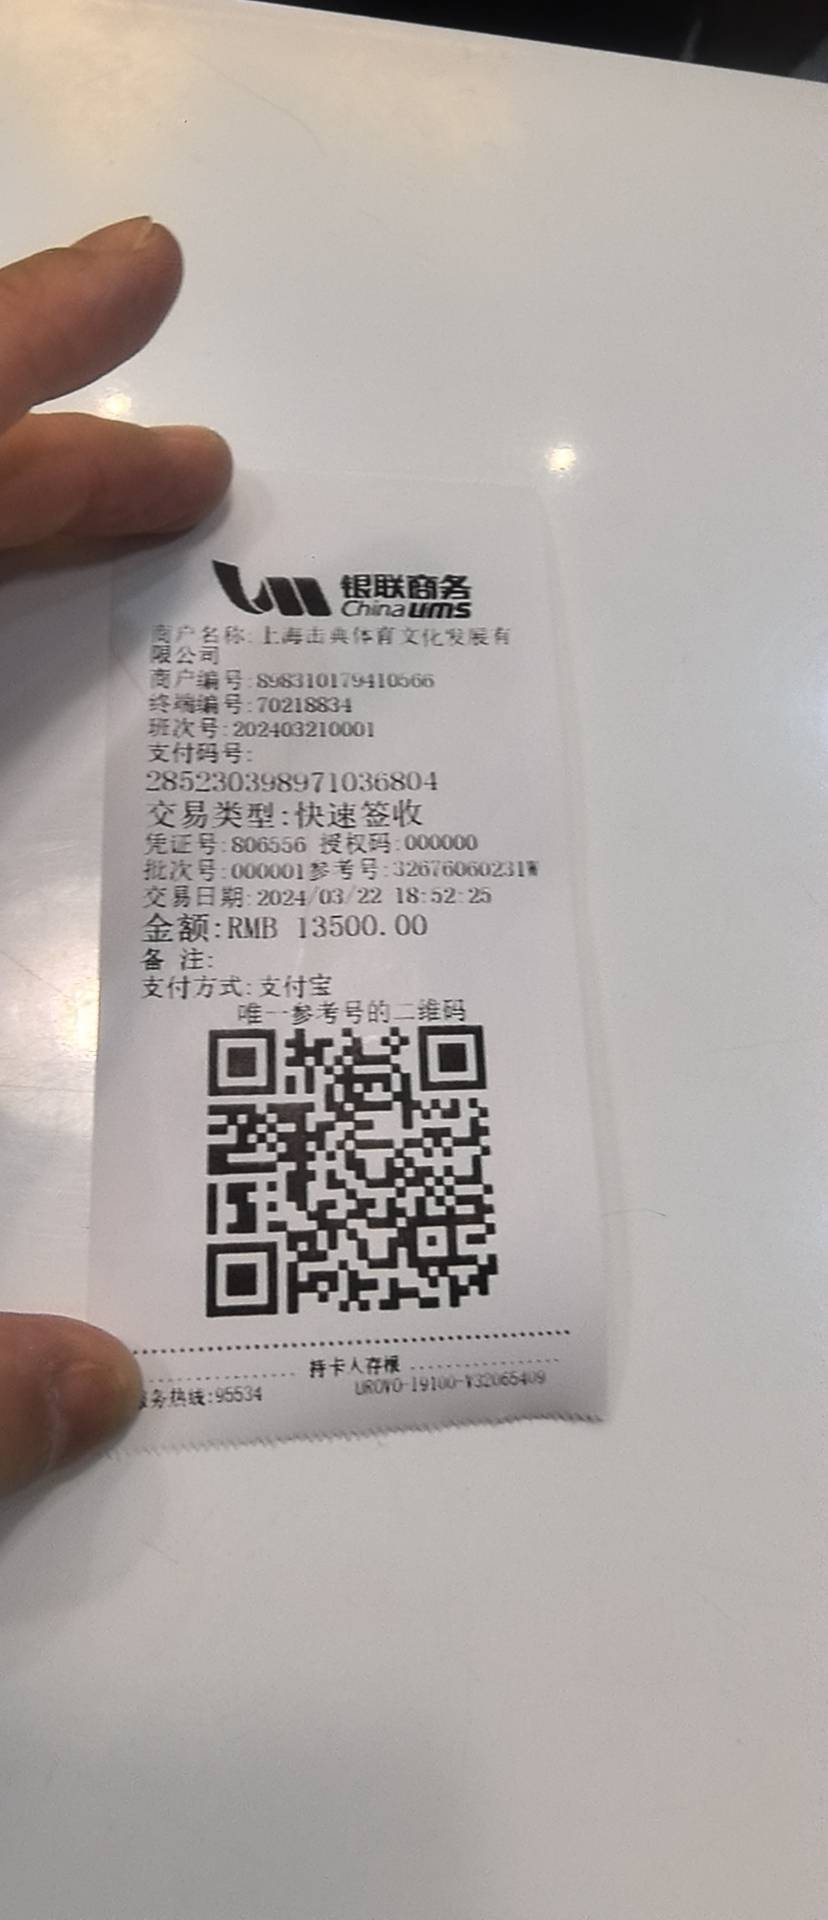 银联商务
China ums
商户名称:上海击典体育文化发展有
限公司
商户编号:898310179410566
终端编号:70218834
班次号:202403210001
支付码号:
285230398971036804
交易类型:快速签收
凭证号:806556 授权码:000000
批次号:000001参考号:32676060231W
交易日期:2024/03/22 18:52:25
金额:RMB 13500.00
备 注:
支付方式:支付宝
唯一参考号的二维码
持卡人存根
务热线:95534
UROVO-I9100-V32065409